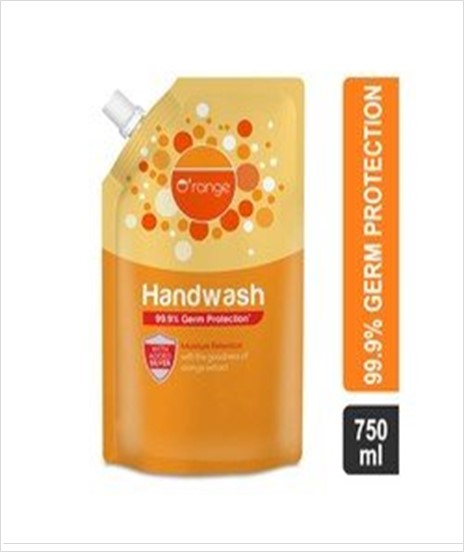 O'range
Handwash
99.9% Germ Protection*
WITH
ADDED
SILVER
Moisture Retention
with the goodness of
orange extract
99.9% GERM PROTECTION
750
ml